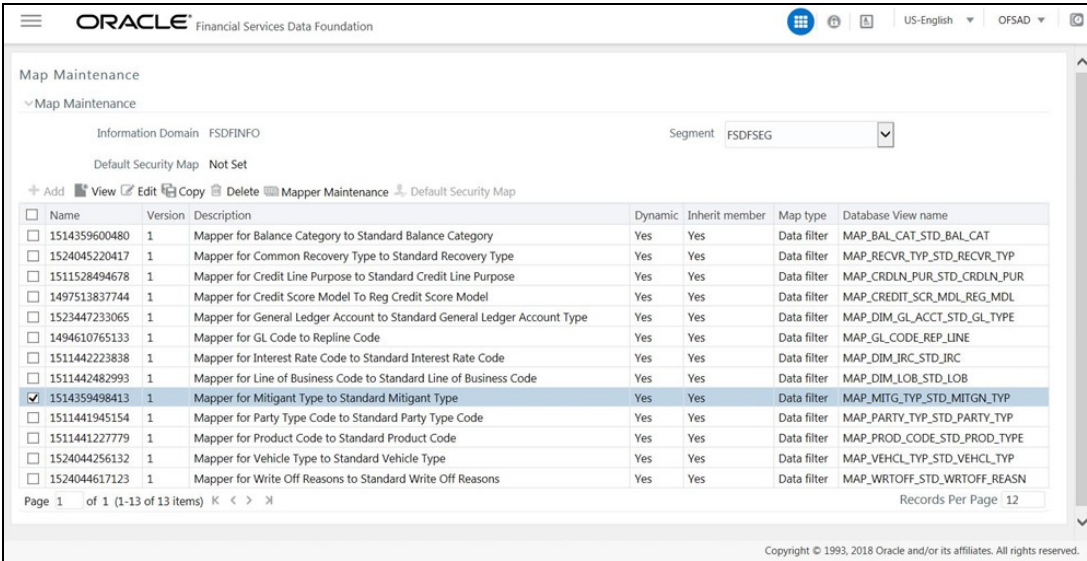 ORACLE® Financial Services Data Foundation US-English OFSAD
Map Maintenance
Map Maintenance
Information Domain FSDFINFO Segment FSDFSEG
Default Security Map Not Set
Add View Edit Copy Delete Mapper Maintenance Default Security Map
Name Version Description Dynamic Inherit member Map type Database View name
1514359600480 1 Mapper for Balance Category to Standard Balance Category Yes Yes Data filter MAP_BAL_CAT_STD_BAL_CAT
1524045220417 1 Mapper for Common Recovery Type to Standard Recovery Type Yes Yes Data filter MAP_RECVR_TYP_STD_RECVR_TYP
1511528494678 1 Mapper for Credit Line Purpose to Standard Credit Line Purpose Yes Yes Data filter MAP_CRDLN_PUR_STD_CRDLN_PUR
1497513837744 1 Mapper for Credit Score Model To Reg Credit Score Model Yes Yes Data filter MAP_CREDIT_SCR_MDL_REG_MDL
1523447233065 1 Mapper for General Ledger Account to Standard General Ledger Account Type Yes Yes Data filter MAP_DIM_GL_ACCT_STD_GL_TYPE
1494610765133 1 Mapper for GL Code to Repline Code Yes Yes Data filter MAP_GL_CODE_REP_LINE
1511442223838 1 Mapper for Interest Rate Code to Standard Interest Rate Code Yes Yes Data filter MAP_DIM_IRC_STD_IRC
1511442482993 1 Mapper for Line of Business Code to Standard Line of Business Code Yes Yes Data filter MAP_DIM_LOB_STD_LOB
1514359498413 1 Mapper for Mitigant Type to Standard Mitigant Type Yes Yes Data filter MAP_MITG_TYP_STD_MITGN_TYP
1511441945154 1 Mapper for Party Type Code to Standard Party Type Code Yes Yes Data filter MAP_PARTY_TYP_STD_PARTY_TYP
1511441227779 1 Mapper for Product Code to Standard Product Code Yes Yes Data filter MAP_PROD_CODE_STD_PROD_TYPE
1524044256132 1 Mapper for Vehicle Type to Standard Vehicle Type Yes Yes Data filter MAP_VEHCL_TYP_STD_VEHCL_TYP
1524044617123 1 Mapper for Write Off Reasons to Standard Write Off Reasons Yes Yes Data filter MAP_WRTOFF_STD_WRTOFF_REASN
Page 1 of 1 (1-13 of 13 items) Records Per Page 12
Copyright © 1993, 2018 Oracle and/or its affiliates. All rights reserved.